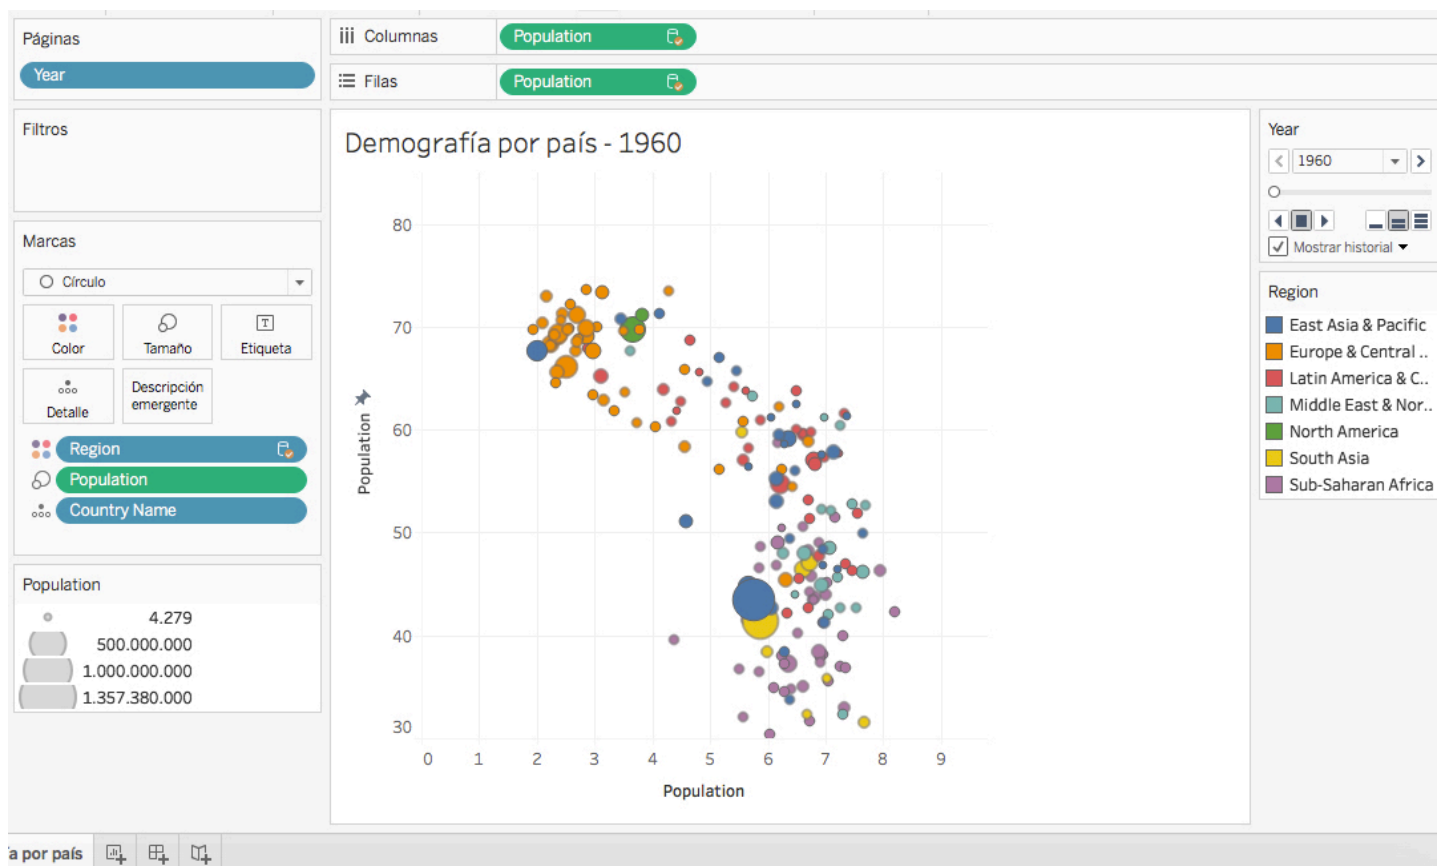 Páginas
Year
Columnas
Population
Filas
Population
Filtros
Marcas
Círculo
Color
Tamaño
Etiqueta
Detalle
Descripción
emergente
Region
Population
Country Name
Population
4.279
500.000.000
1.000.000.000
1.357.380.000
Demografía por país - 1960
80
70
60
50
40
30
Population
0 1 2 3 4 5 6 7 8 9
Population
Year
1960
Mostrar historial
Region
East Asia & Pacific
Europe & Central ..
Latin America & C..
Middle East & Nor..
North America
South Asia
Sub-Saharan Africa
ía por país